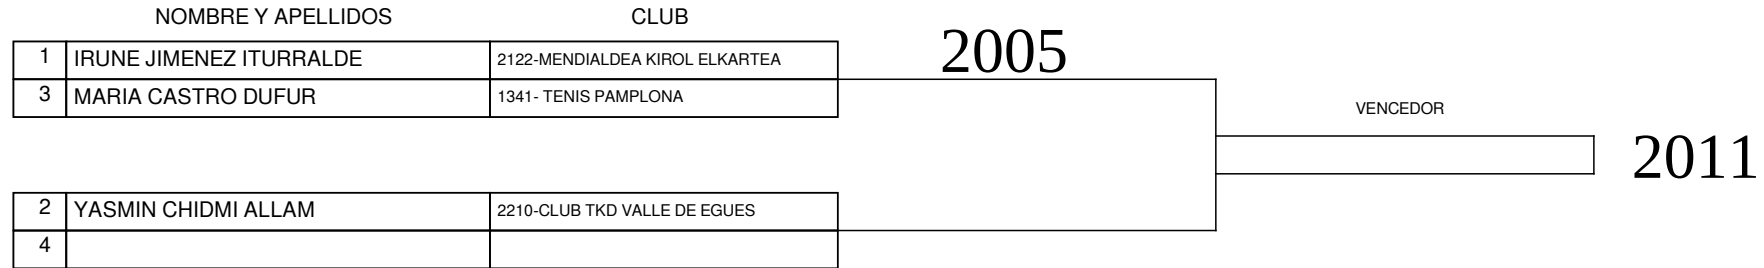 NOMBRE Y APELLIDOS CLUB
1 IRUNE JIMENEZ ITURRALDE 2122-MENDIALDEA KIROL ELKARTEA 2005
3 MARIA CASTRO DUFUR 1341- TENIS PAMPLONA
VENCEDOR
2011
2 YASMIN CHIDMI ALLAM 2210-CLUB TKD VALLE DE EGUES
4